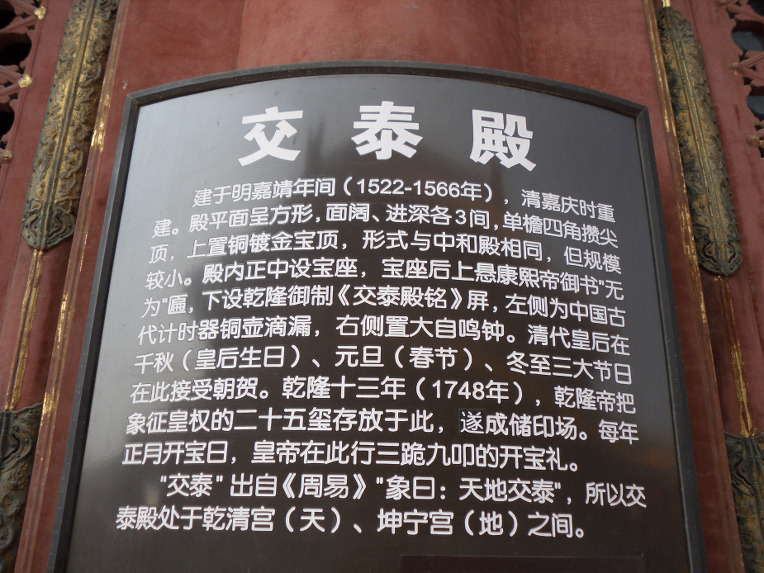 交泰殿
建于明嘉靖年间（1522-1566年），清嘉庆时重
建。殿平面呈方形，面阔、进深各3间，单檐四角攒尖
顶，上置铜镀金宝顶，形式与中和殿相同，但规模
较小。殿内正中设宝座，宝座后上悬康熙帝御书"无
为"匾，下设乾隆御制《交泰殿铭》屏，左侧为中国古
代计时器铜壶滴漏，右侧置大自鸣钟。清代皇后在
千秋（皇后生日）、元旦（春节）、冬至三大节日
在此接受朝贺。乾隆十三年（1748年），乾隆帝把
象征皇权的二十五玺存放于此，遂成储印场。每年
正月开宝日，皇帝在此行三跪九叩的开宝礼。
"交泰"出自《周易》"象曰：天地交泰"，所以交
泰殿处于乾清宫（天）、坤宁宫（地）之间。